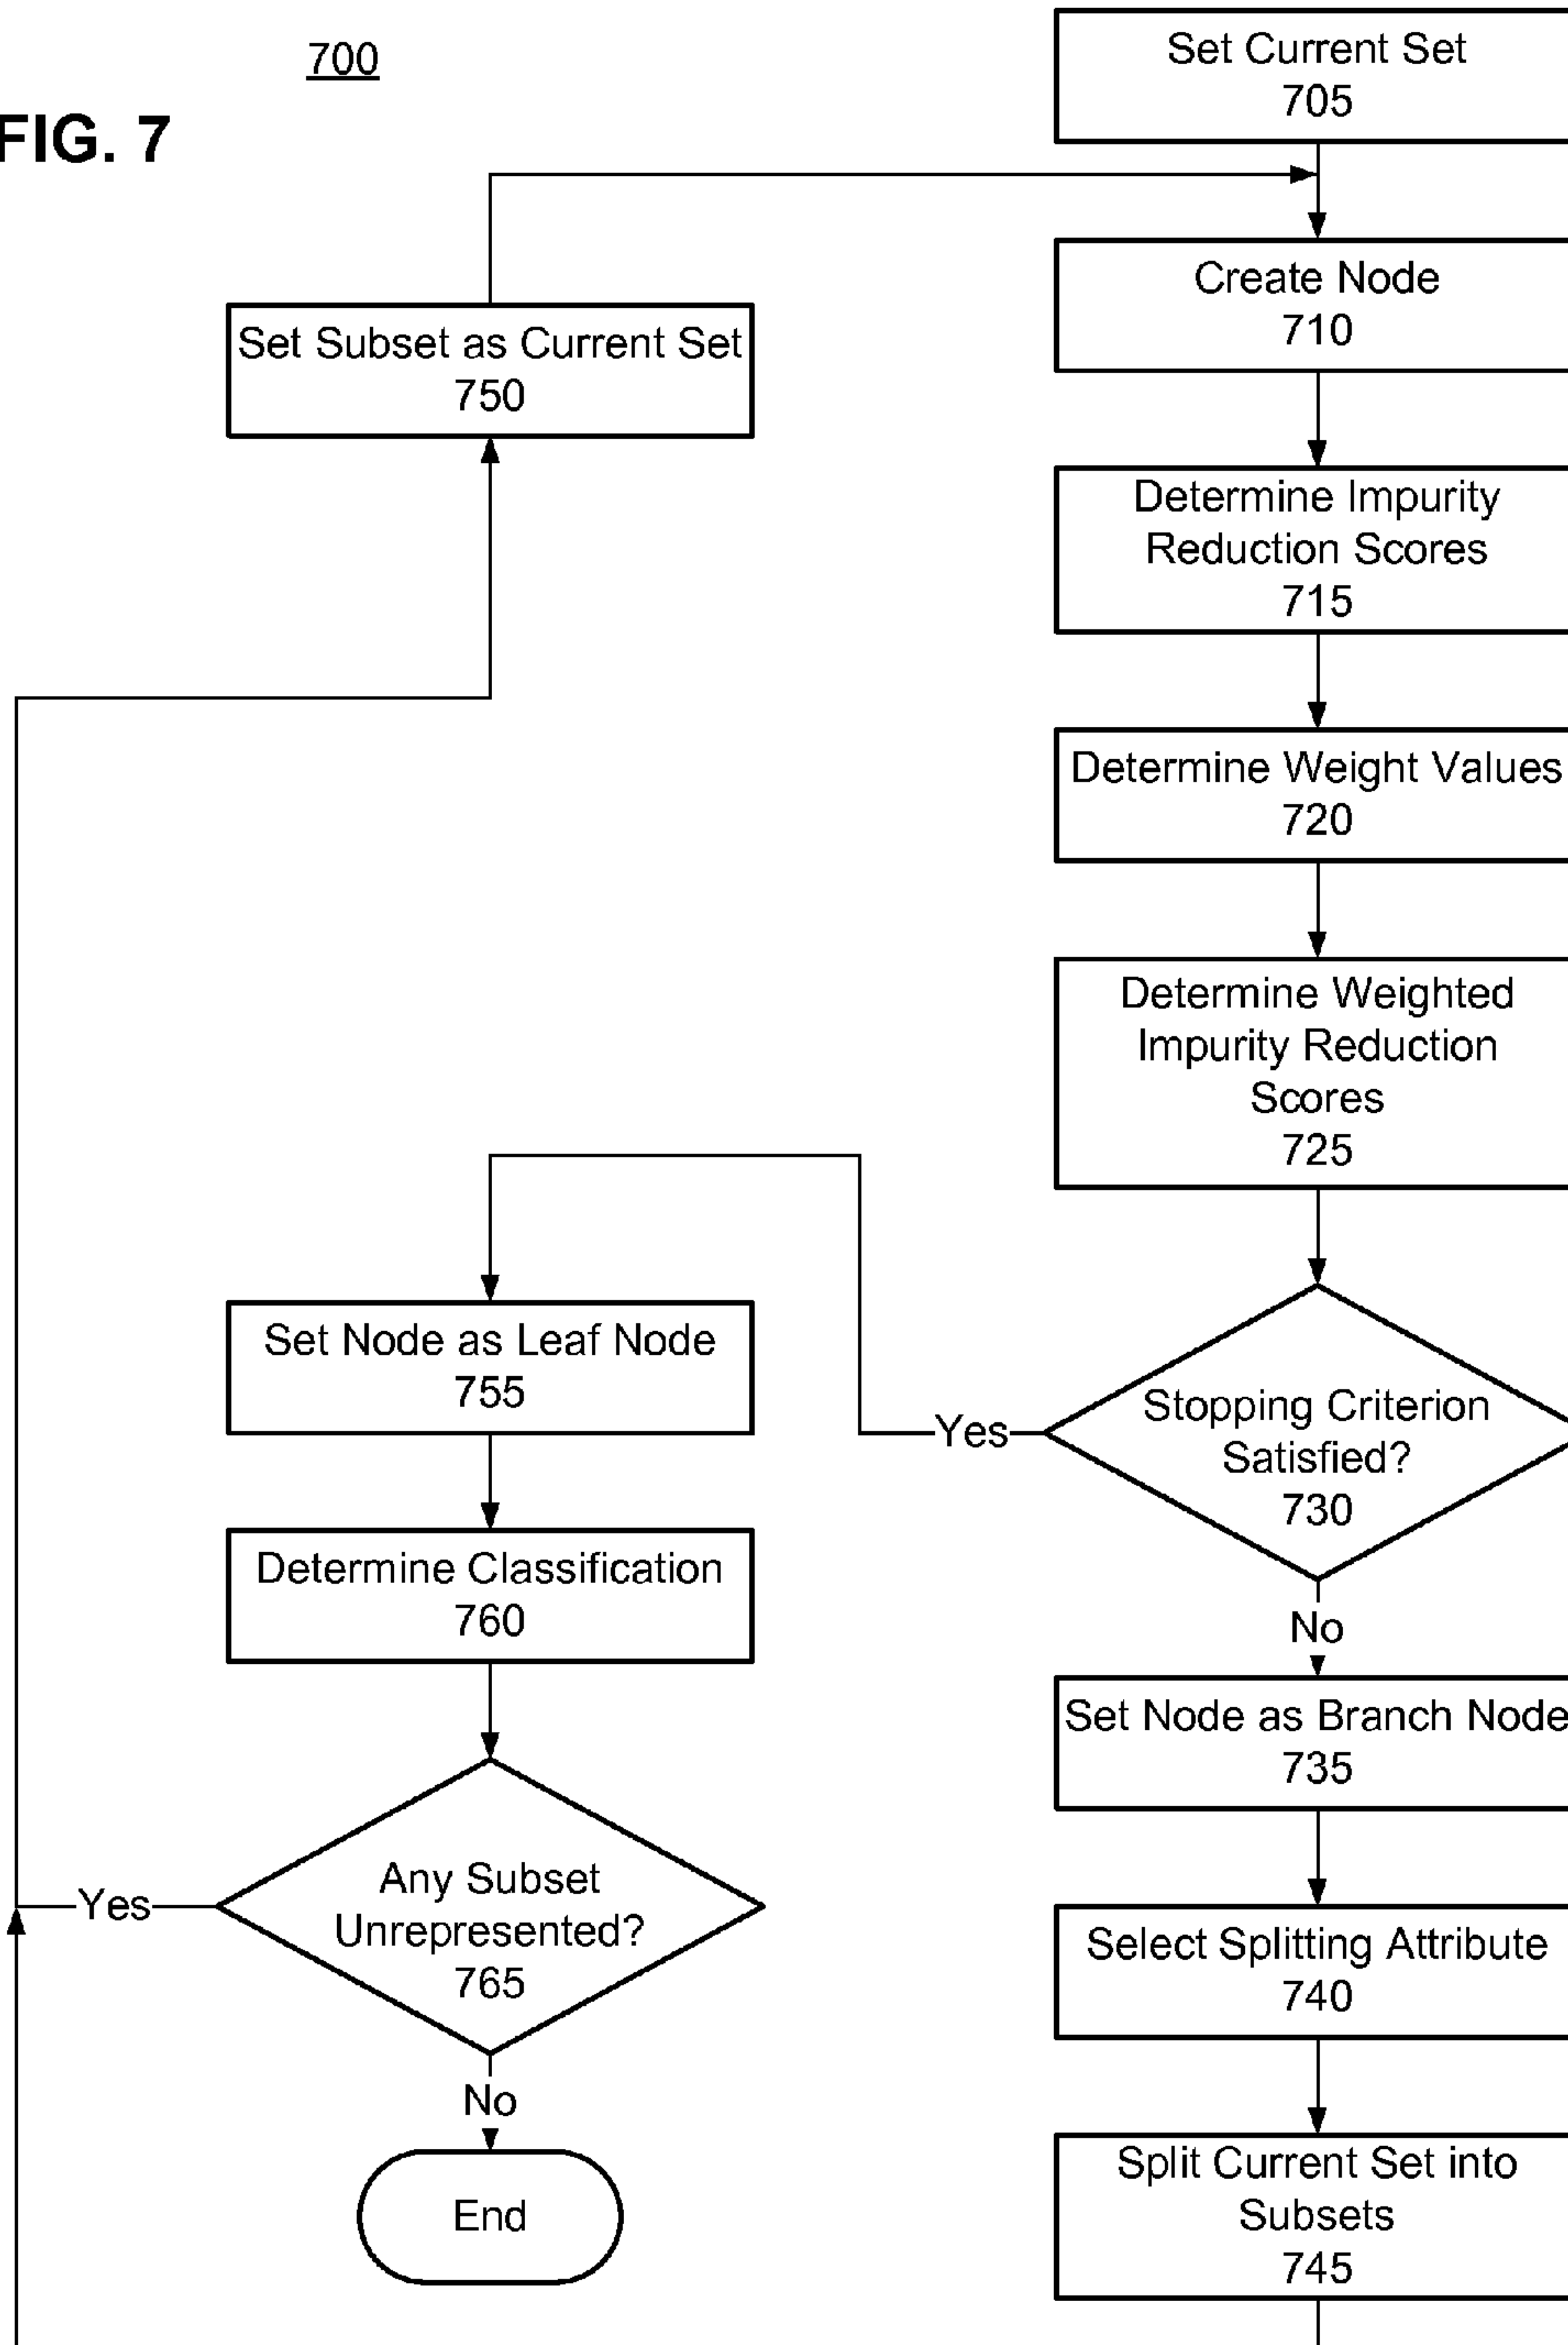 700
FIG. 7
Set Current Set
705
Create Node
710
Set Subset as Current Set
750
Determine Impurity
Reduction Scores
715
Determine Weight Values
720
Determine Weighted
Impurity Reduction
Scores
725
Stopping Criterion
Satisfied?
730
Yes
No
Set Node as Leaf Node
755
Determine Classification
760
Any Subset
Unrepresented?
765
Yes
No
End
Set Node as Branch Node
735
Select Splitting Attribute
740
Split Current Set into
Subsets
745